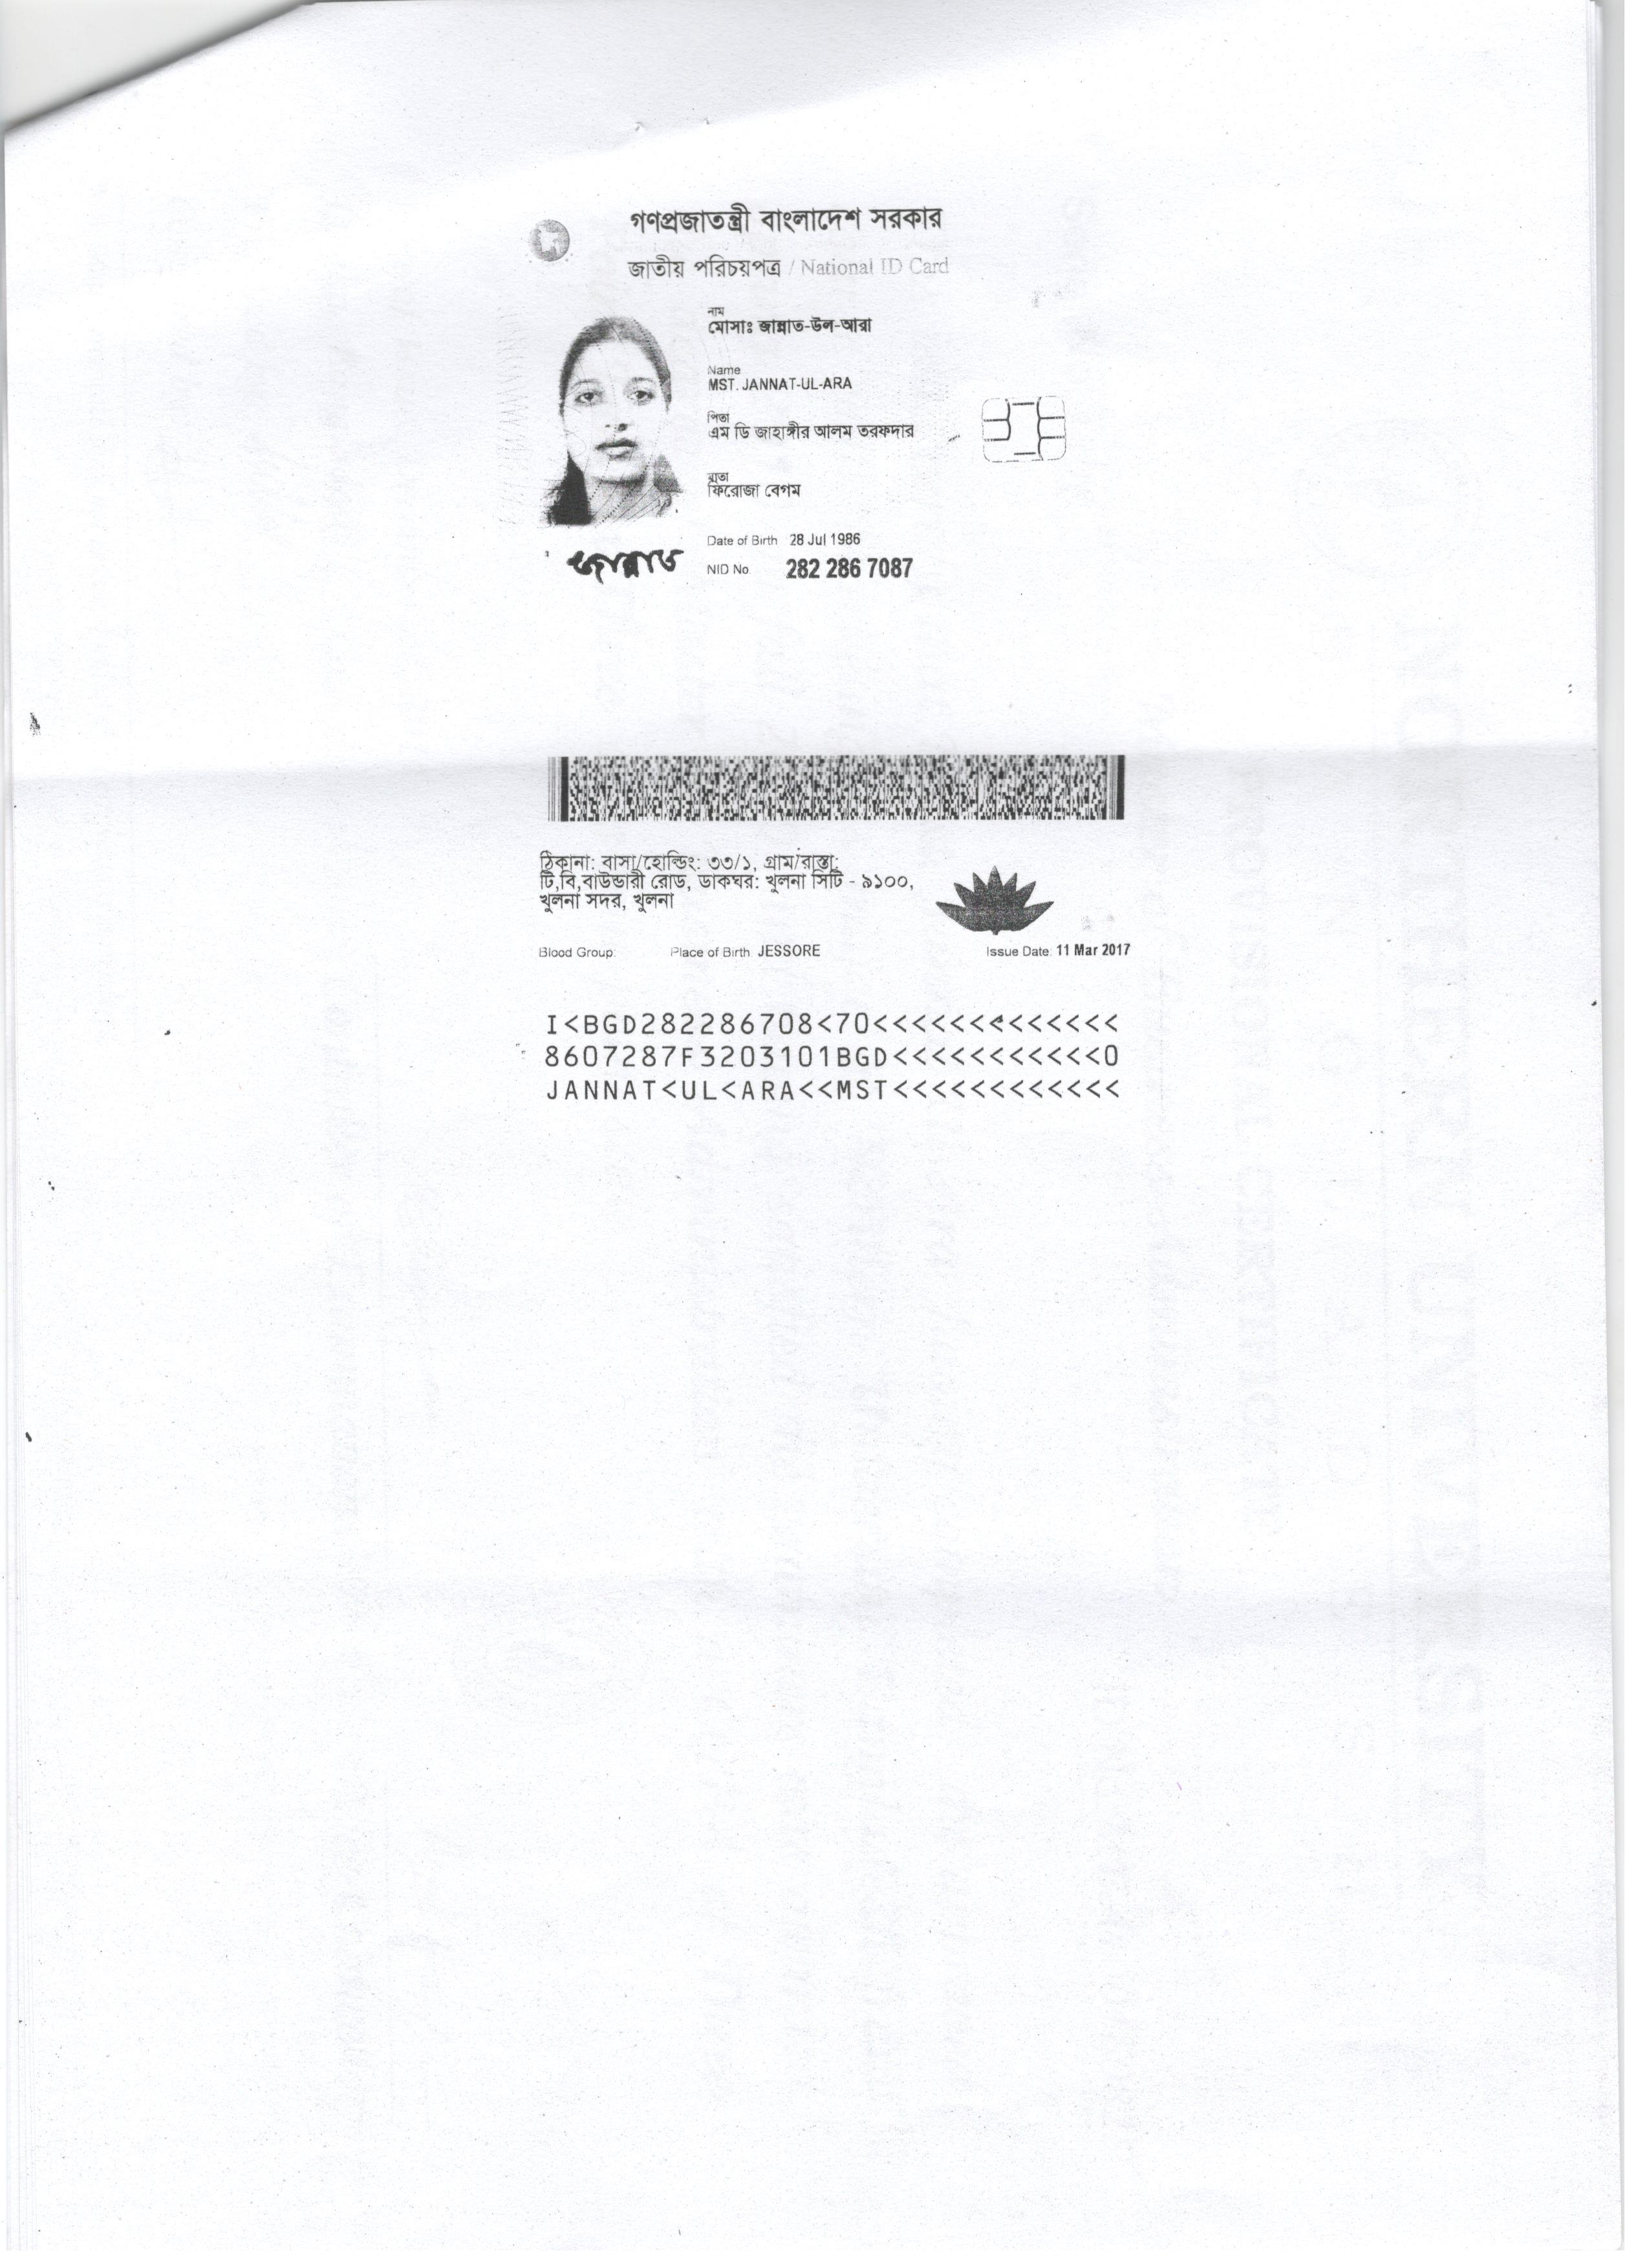 গণপ্রজাতন্ত্রী বাংলাদেশ সরকার
জাতীয় পরিচয়পত্র / National ID Card
নাম
মোসাঃ জান্নাত-উল-আরা
Name
MST. JANNAT-UL-ARA
পিতা
এম ডি জাহাঙ্গীর আলম তরফদার
মাতা
ফিরোজা বেগম
Date of Birth 28 Jul 1986
জান্নাত
NID No. 282 286 7087
ঠিকানা: বাসা/হোল্ডিং: ৩৩/১, গ্রাম/রাস্তা:
টি,বি,বাউন্ডারী রোড, ডাকঘর: খুলনা সিটি - ৯১০০,
খুলনা সদর, খুলনা
Blood Group: Place of Birth: JESSORE Issue Date: 11 Mar 2017
I<BGD282286708<70<<<<<<<<<<<<<
8607287F3203101BGD<<<<<<<<<<<0
JANNAT<UL<ARA<<MST<<<<<<<<<<<<